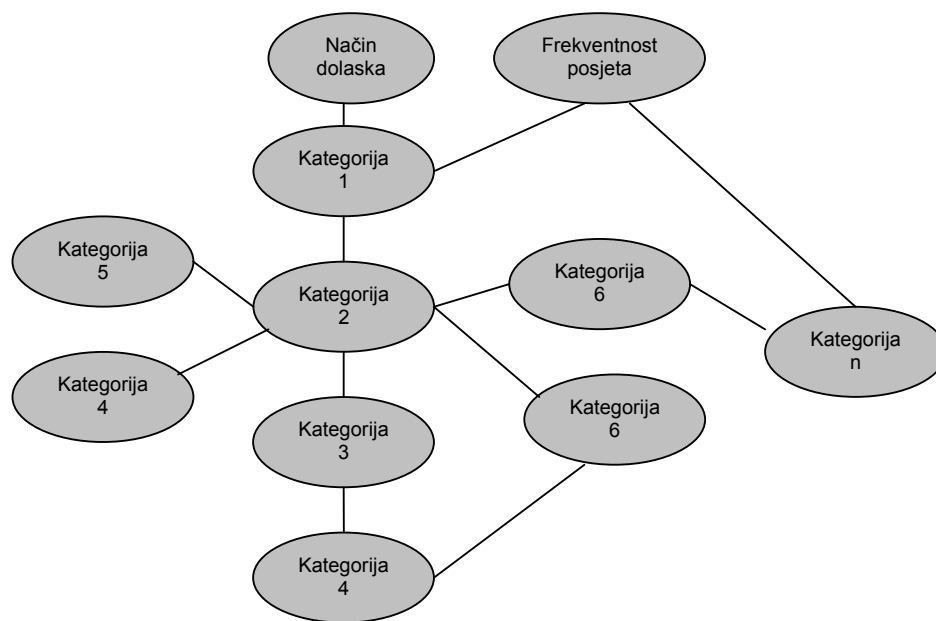 Način
dolaska
Frekventnost
posjeta
Kategorija
1
Kategorija
5
Kategorija
2
Kategorija
6
Kategorija
n
Kategorija
4
Kategorija
3
Kategorija
6
Kategorija
4